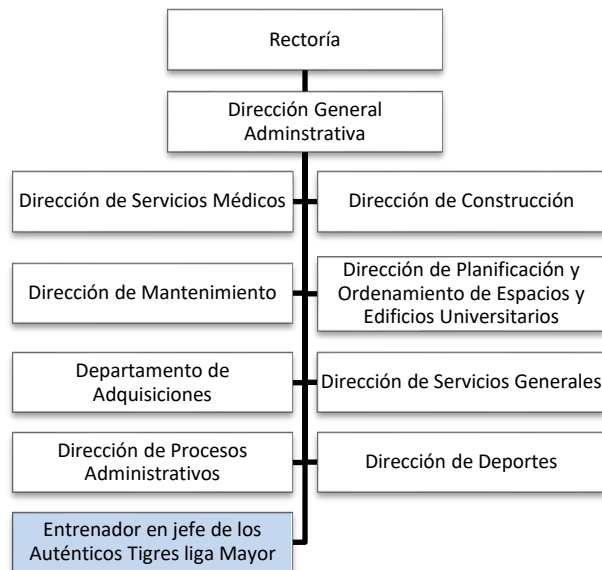 Rectoría
Dirección General
Adminstrativa
Dirección de Servicios Médicos
Dirección de Construcción
Dirección de Mantenimiento
Dirección de Planificación y
Ordenamiento de Espacios y
Edificios Universitarios
Departamento de
Adquisiciones
Dirección de Servicios Generales
Dirección de Procesos
Administrativos
Dirección de Deportes
Entrenador en jefe de los
Auténticos Tigres liga Mayor